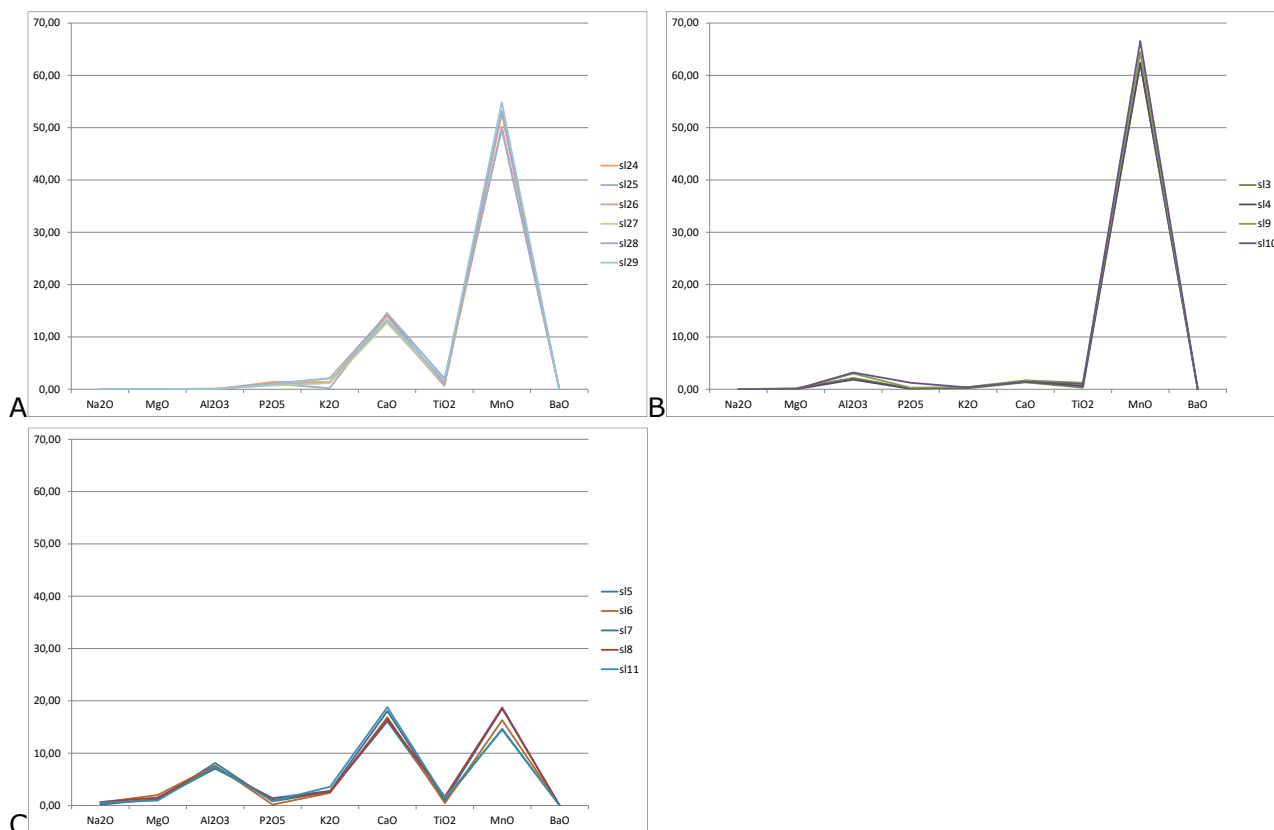 70,00
60,00
50,00
40,00
30,00
20,00
10,00
0,00
Na2O MgO Al2O3 P2O5 K2O CaO TiO2 MnO BaO
sl24
sl25
sl26
sl27
sl28
sl29
A
70,00
60,00
50,00
40,00
30,00
20,00
10,00
0,00
Na2O MgO Al2O3 P2O5 K2O CaO TiO2 MnO BaO
sl3
sl4
sl9
sl10
B
70,00
60,00
50,00
40,00
30,00
20,00
10,00
0,00
Na2O MgO Al2O3 P2O5 K2O CaO TiO2 MnO BaO
sl5
sl6
sl7
sl8
sl11
C